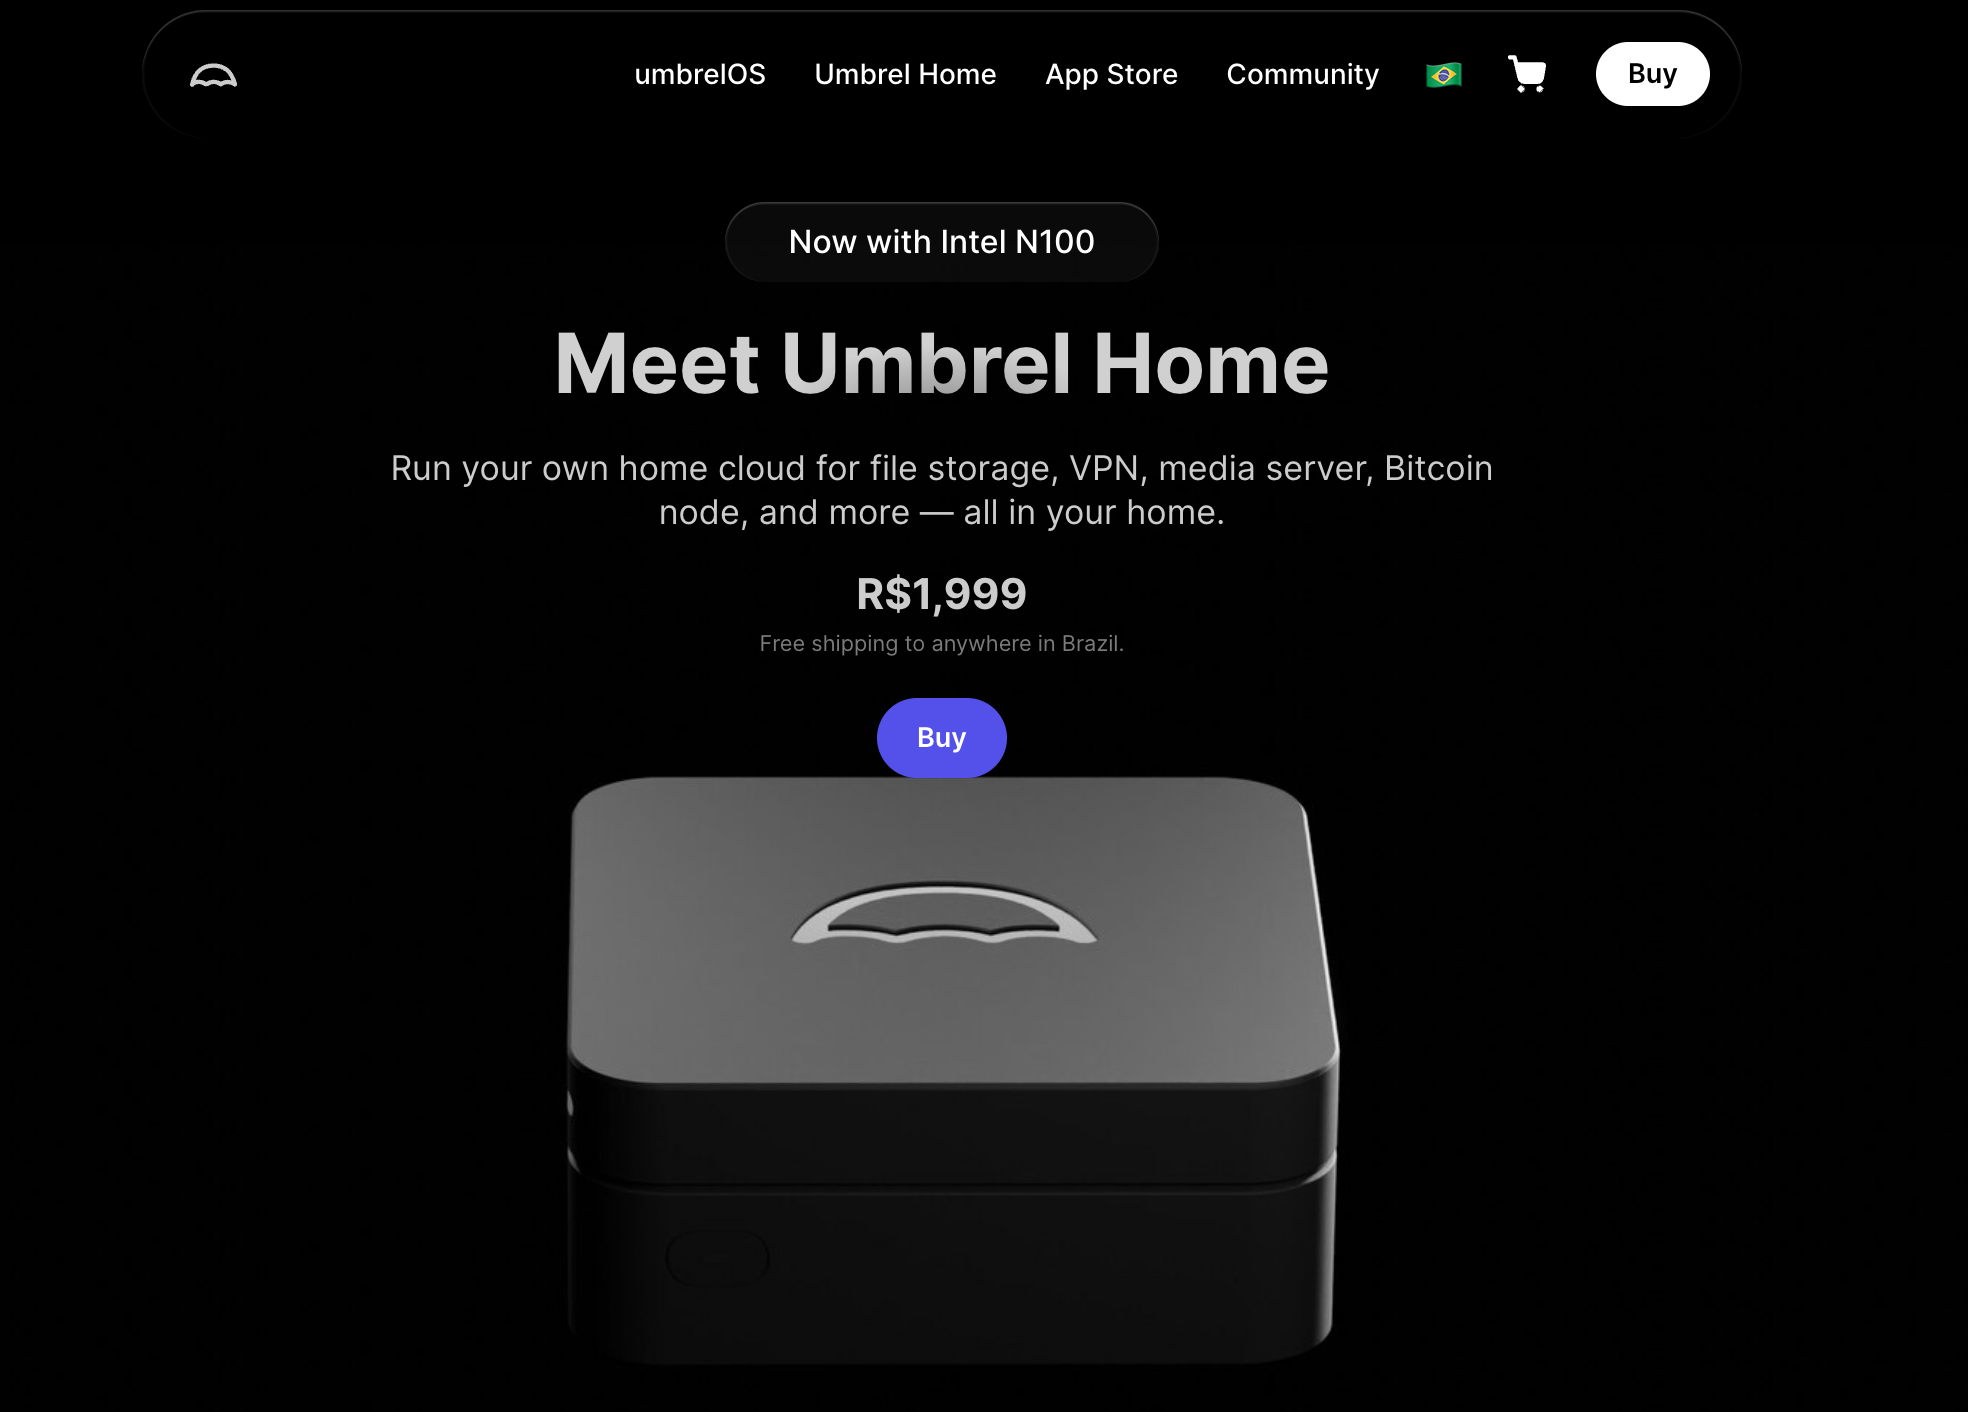 umbrelOS Umbrel Home App Store Community Buy
Now with Intel N100
Meet Umbrel Home
Run your own home cloud for file storage, VPN, media server, Bitcoin
node, and more — all in your home.
R$1,999
Free shipping to anywhere in Brazil.
Buy